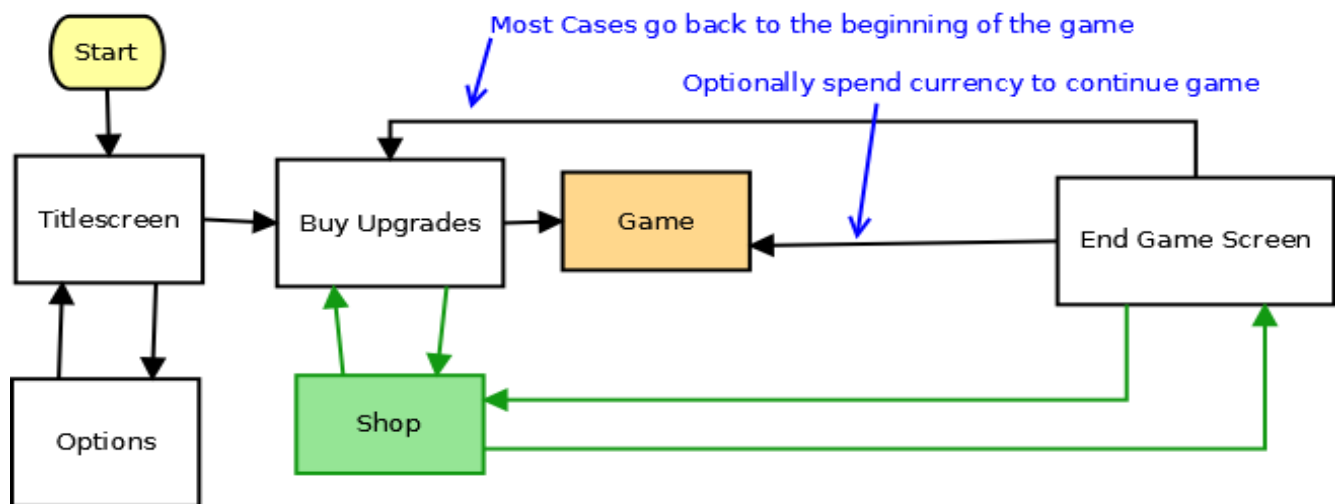 Most Cases go back to the beginning of the game
Start
Optionally spend currency to continue game
Titlescreen
Buy Upgrades
Game
End Game Screen
Shop
Options